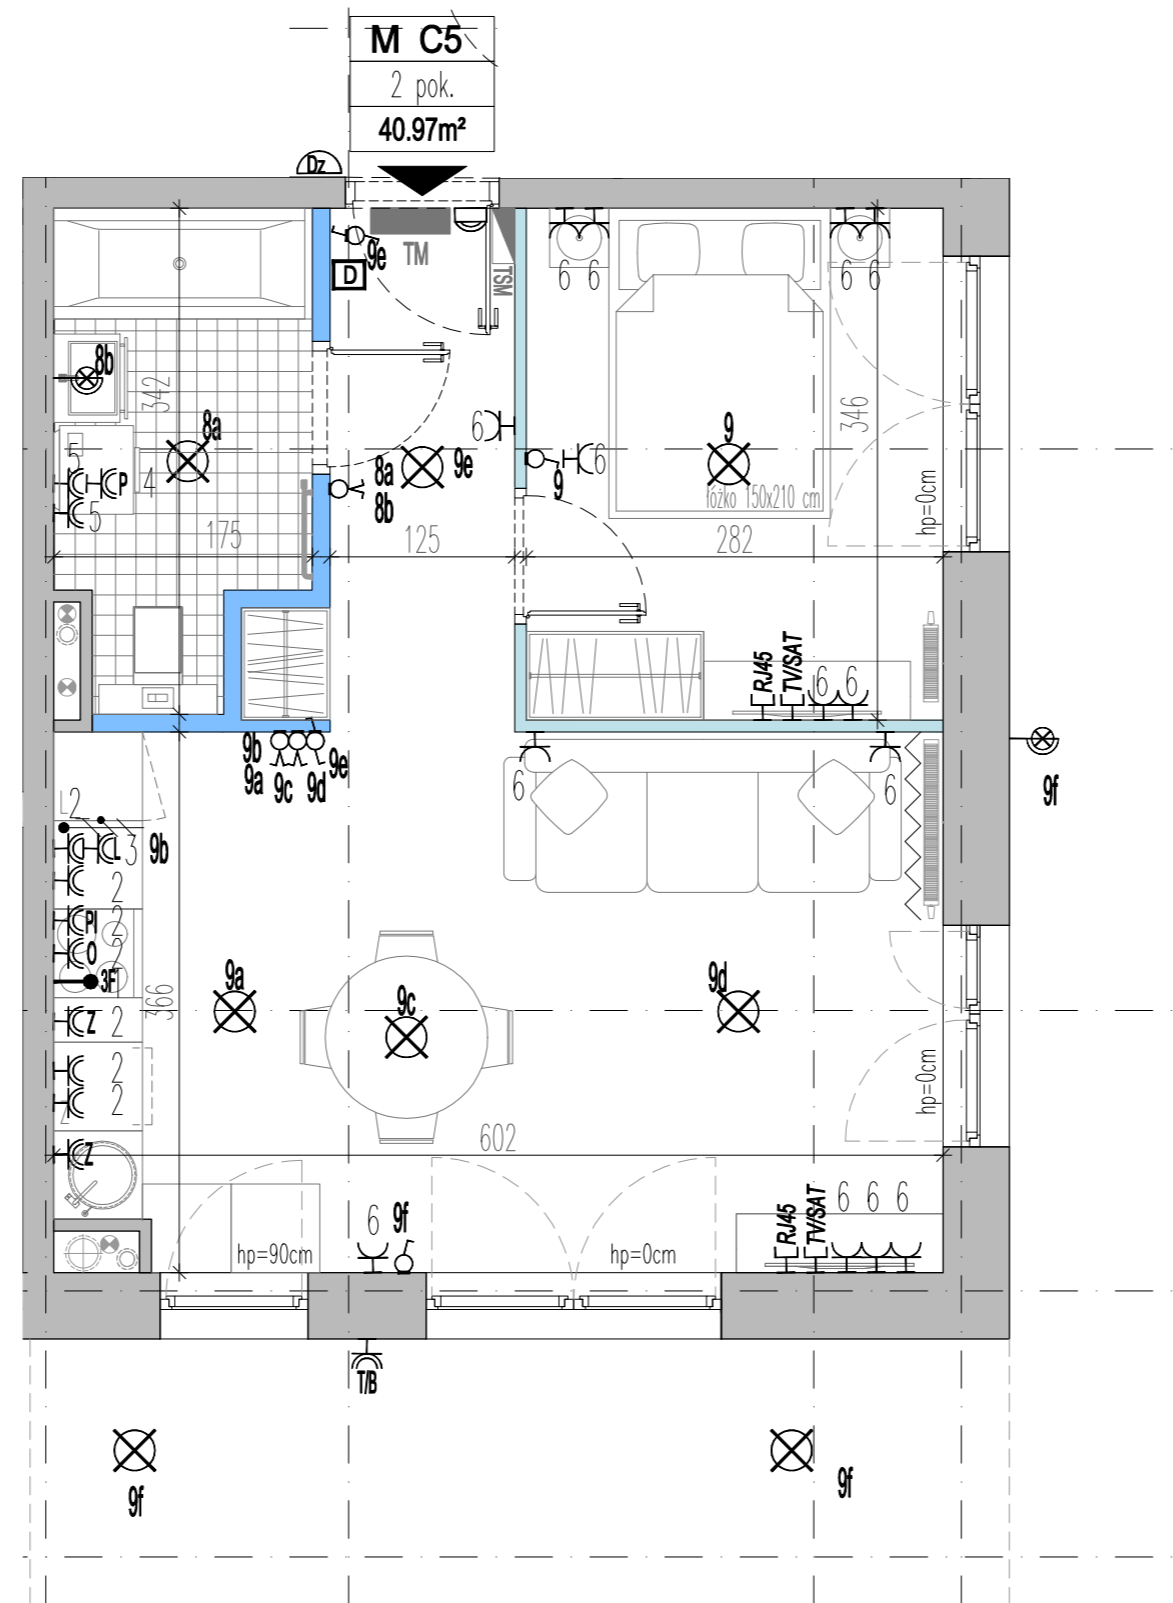 M C5
2 pok.
40.97m²
Dz
9e
TM
D
TSM
6 6
6 6
8b
342
8a
6
9e
9
346
5
P
4
5
8a
8b
9
6
łóżko 150x210 cm
hp=0cm
175
125
282
RJ45
TV/SAT
6 6
9b
9a
9c
9d
9e
6
6
9f
L
2
L
3
9b
2
PI
2
O
2
3F
9a
9c
9d
366
Z
2
2
2
Z
hp=0cm
602
6
9f
RJ45
TV/SAT
6 6 6
hp=90cm
hp=0cm
T/B
9f
9f